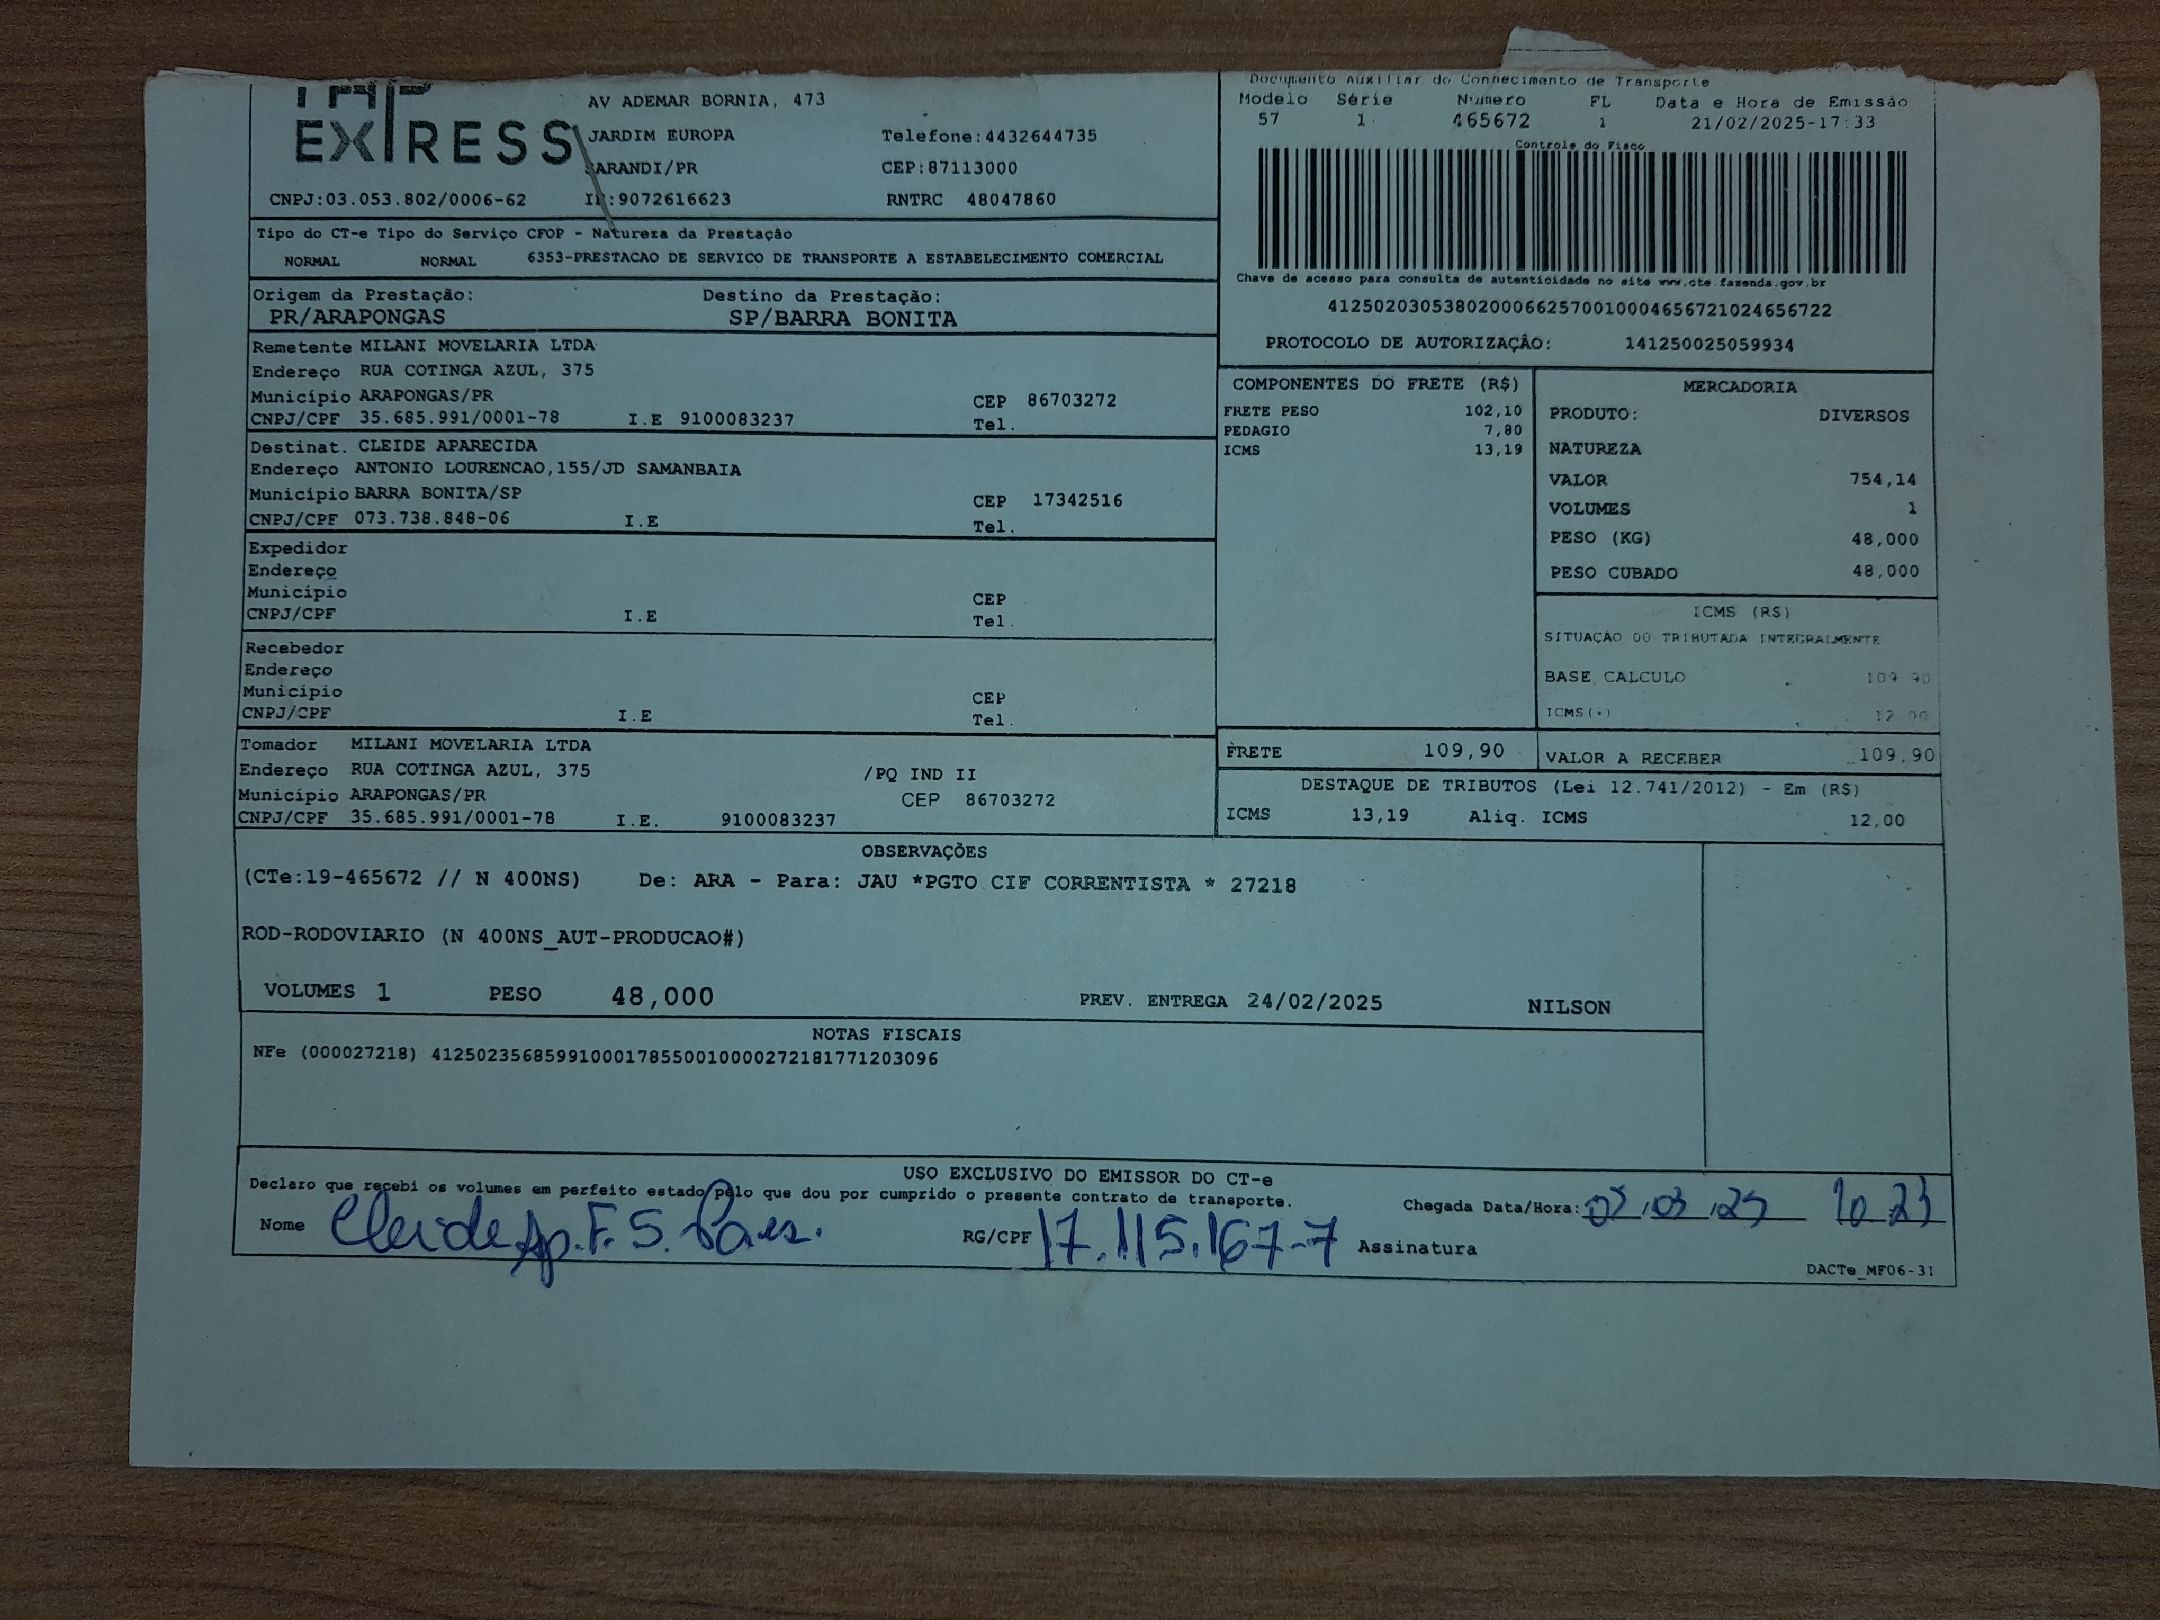 EXPRESS
AV ADEMAR BORNIA, 473
JARDIM EUROPA Telefone:4432644735
SARANDI/PR CEP:87113000
CNPJ:03.053.802/0006-62 IE:9072616623 RNTRC 48047860
Documento Auxiliar do Conhecimento de Transporte
Modelo Série Número FL Data e Hora de Emissão
57 1 465672 1 21/02/2025-17:33
Controle do Fisco
Chave de acesso para consulta de autenticidade no site www.cte.fazenda.gov.br
41250203053802000662570010004656721024656722
PROTOCOLO DE AUTORIZAÇÃO: 141250025059934
Tipo do CT-e Tipo do Serviço CFOP - Natureza da Prestação
NORMAL NORMAL 6353-PRESTACAO DE SERVICO DE TRANSPORTE A ESTABELECIMENTO COMERCIAL
Origem da Prestação: Destino da Prestação:
PR/ARAPONGAS SP/BARRA BONITA
Remetente MILANI MOVELARIA LTDA
Endereço RUA COTINGA AZUL, 375
Município ARAPONGAS/PR CEP 86703272
CNPJ/CPF 35.685.991/0001-78 I.E 9100083237 Tel.
Destinat. CLEIDE APARECIDA
Endereço ANTONIO LOURENCAO,155/JD SAMANBAIA
Município BARRA BONITA/SP CEP 17342516
CNPJ/CPF 073.738.848-06 I.E Tel.
Expedidor
Endereço
Município CEP
CNPJ/CPF I.E Tel.
Recebedor
Endereço
Município CEP
CNPJ/CPF I.E Tel.
Tomador MILANI MOVELARIA LTDA
Endereço RUA COTINGA AZUL, 375 /PQ IND II
Município ARAPONGAS/PR CEP 86703272
CNPJ/CPF 35.685.991/0001-78 I.E. 9100083237
COMPONENTES DO FRETE (R$)
FRETE PESO 102,10
PEDAGIO 7,80
ICMS 13,19
MERCADORIA
PRODUTO: DIVERSOS
NATUREZA
VALOR 754,14
VOLUMES 1
PESO (KG) 48,000
PESO CUBADO 48,000
ICMS (R$)
SITUAÇÃO 00 TRIBUTADA INTEGRALMENTE
BASE CALCULO 109,90
ICMS(%) 12,00
FRETE 109,90 VALOR A RECEBER 109,90
DESTAQUE DE TRIBUTOS (Lei 12.741/2012) - Em (R$)
ICMS 13,19 Aliq. ICMS 12,00
OBSERVAÇÕES
(CTe:19-465672 // N 400NS) De: ARA - Para: JAU *PGTO CIF CORRENTISTA * 27218
ROD-RODOVIARIO (N 400NS_AUT-PRODUCAO#)
VOLUMES 1 PESO 48,000 PREV. ENTREGA 24/02/2025 NILSON
NOTAS FISCAIS
NFe (000027218) 41250235685991000178550010000272181771203096
USO EXCLUSIVO DO EMISSOR DO CT-e
Declaro que recebi os volumes em perfeito estado pelo que dou por cumprido o presente contrato de transporte.
Chegada Data/Hora: 03 25 10 23
Nome Cleide Ap. F. S. Paes. RG/CPF 17.115.167-7 Assinatura
DACTe_MF06-31